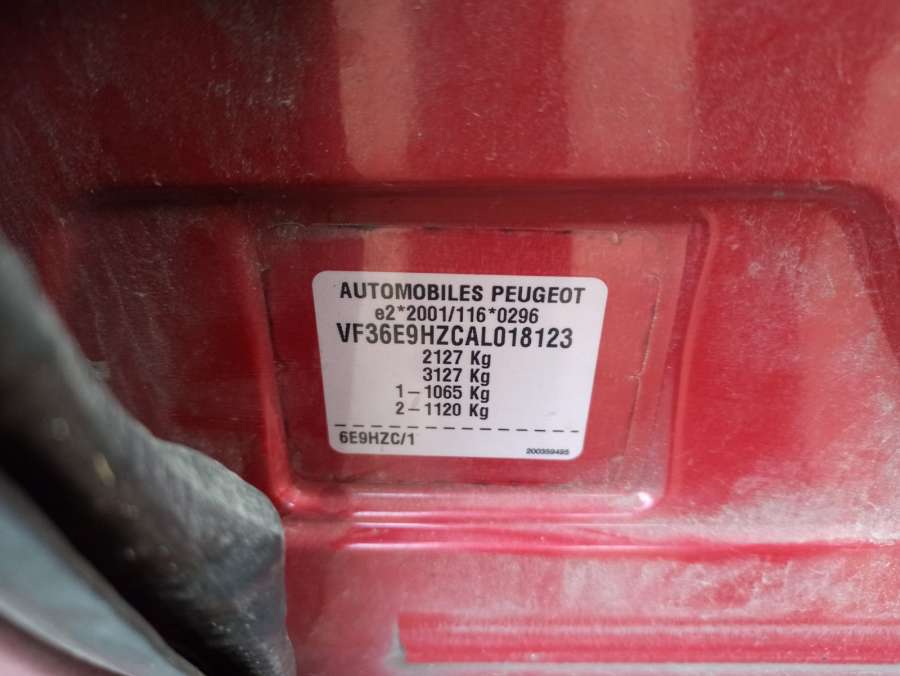 AUTOMOBILES PEUGEOT
e2*2001/116*0296
VF36E9HZCAL018123
2127 Kg
3127 Kg
1-1065 Kg
2-1120 Kg
6E9HZC/1
200359495